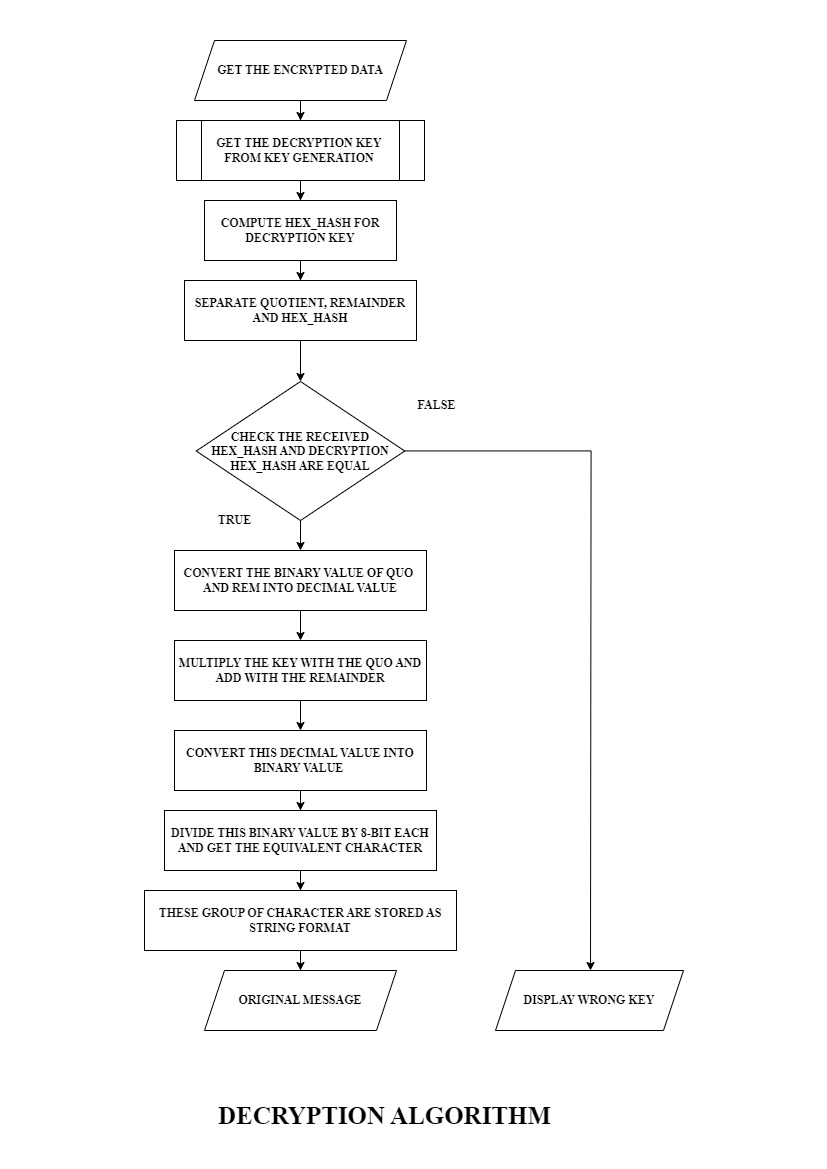 GET THE ENCRYPTED DATA
GET THE DECRYPTION KEY
FROM KEY GENERATION
COMPUTE HEX_HASH FOR
DECRYPTION KEY
SEPARATE QUOTIENT, REMAINDER
AND HEX_HASH
FALSE
CHECK THE RECEIVED
HEX_HASH AND DECRYPTION
HEX_HASH ARE EQUAL
TRUE
CONVERT THE BINARY VALUE OF QUO
AND REM INTO DECIMAL VALUE
MULTIPLY THE KEY WITH THE QUO AND
ADD WITH THE REMAINDER
CONVERT THIS DECIMAL VALUE INTO
BINARY VALUE
DIVIDE THIS BINARY VALUE BY 8-BIT EACH
AND GET THE EQUIVALENT CHARACTER
THESE GROUP OF CHARACTER ARE STORED AS
STRING FORMAT
ORIGINAL MESSAGE
DISPLAY WRONG KEY
DECRYPTION ALGORITHM